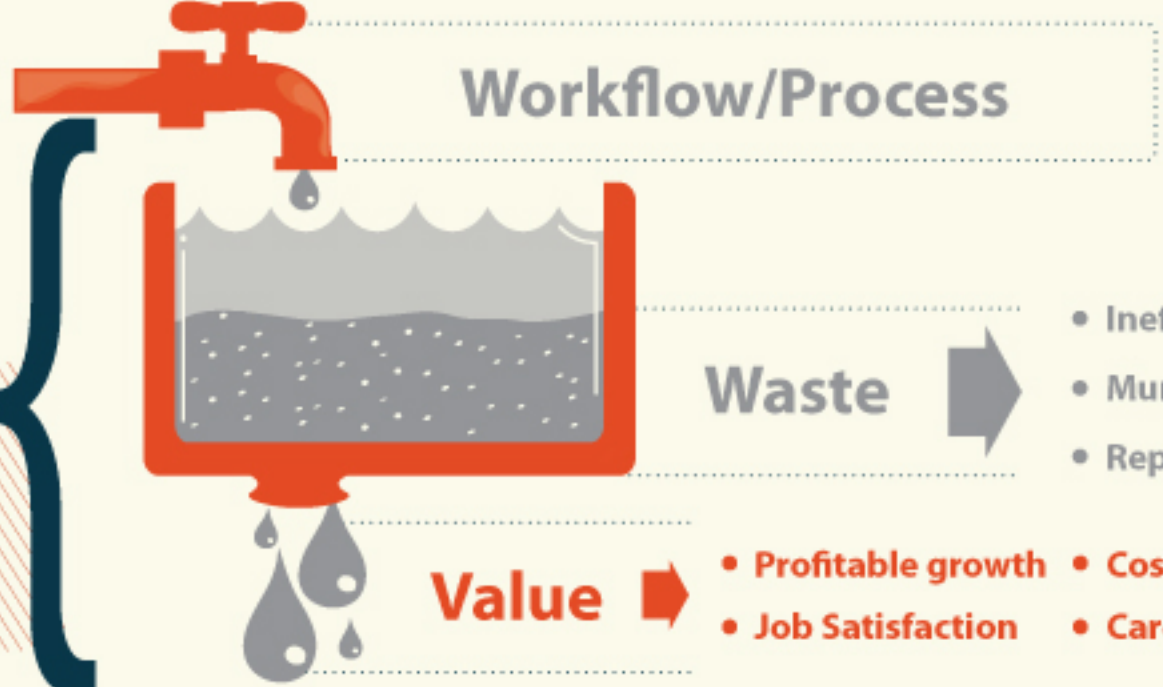 Workflow/Process
Waste
Value
• Profitable growth
• Job Satisfaction